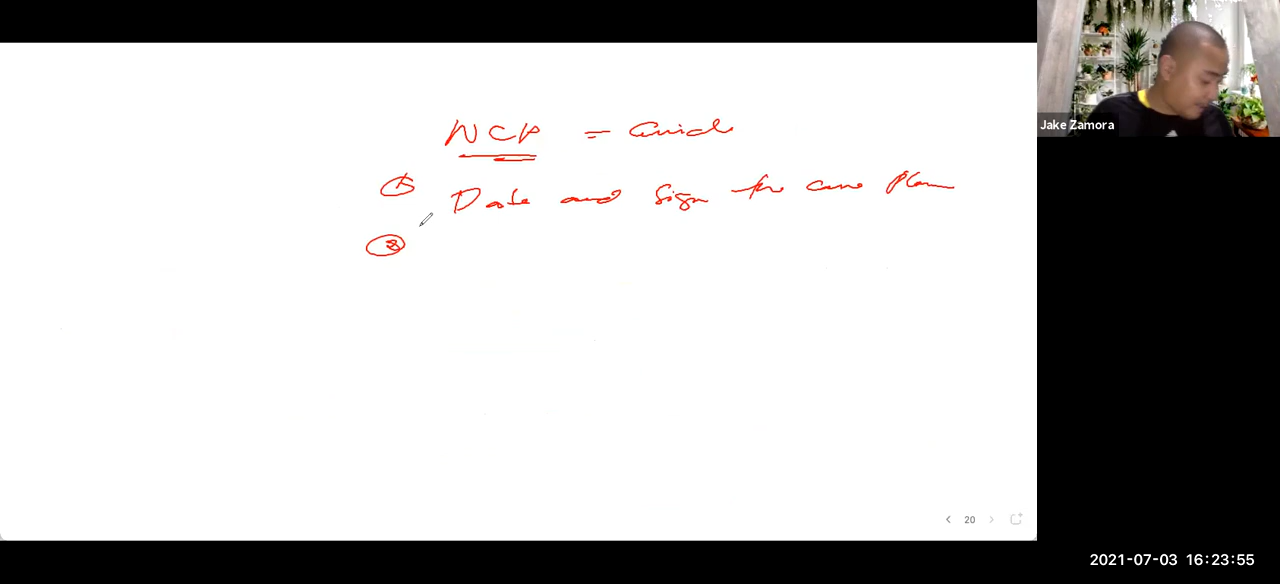 NCP = Guide
① Date and Sign the care plan
②
Jake Zamora
20
2021-07-03 16:23:55